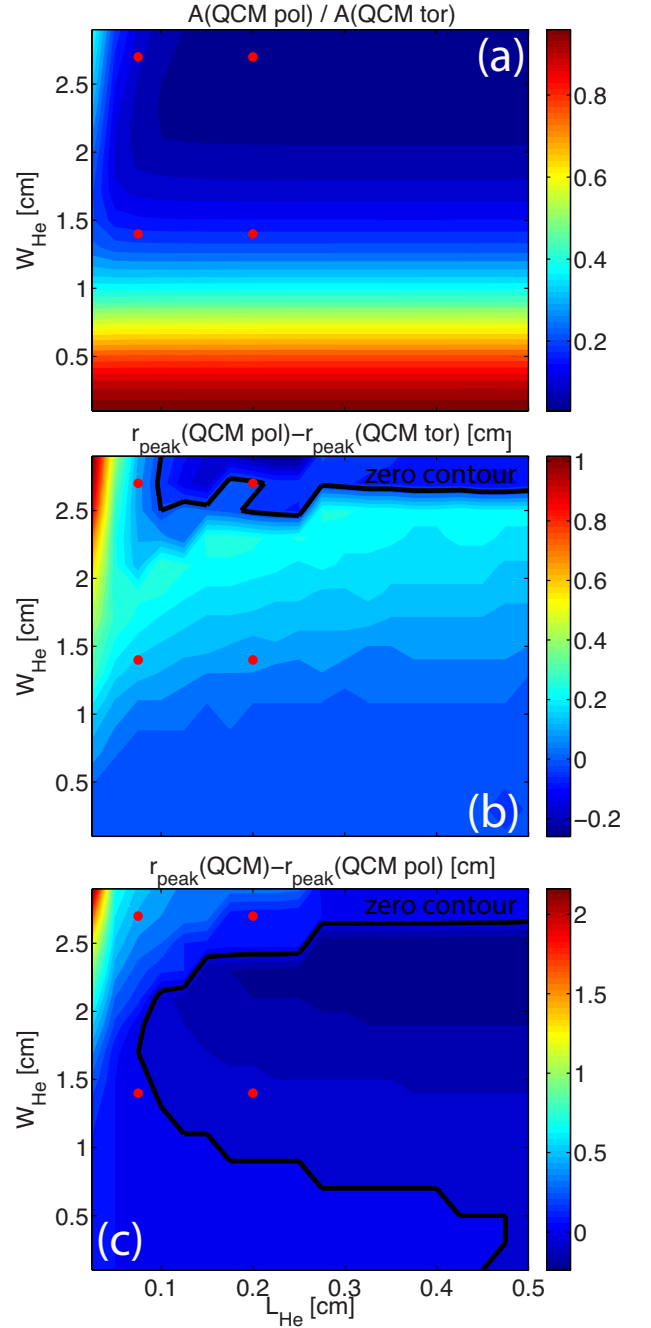 A(QCM pol) / A(QCM tor)
(a)
W_He [cm]
2.5
2
1.5
1
0.5
0.8
0.6
0.4
0.2
r_peak(QCM pol)−r_peak(QCM tor) [cm]
zero contour
(b)
W_He [cm]
2.5
2
1.5
1
0.5
1
0.8
0.6
0.4
0.2
0
−0.2
r_peak(QCM)−r_peak(QCM pol) [cm]
zero contour
(c)
W_He [cm]
2.5
2
1.5
1
0.5
2
1.5
1
0.5
0
0.1 0.2 0.3 0.4 0.5
L_He [cm]